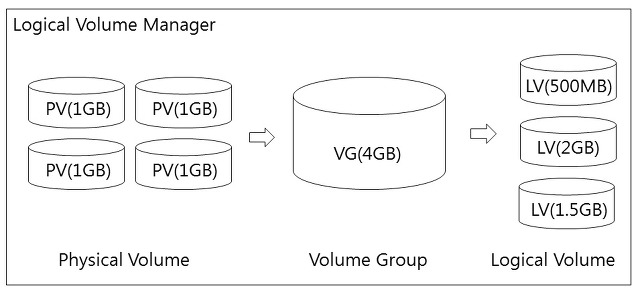 Logical Volume Manager
PV(1GB) PV(1GB)
PV(1GB) PV(1GB)
VG(4GB)
LV(500MB)
LV(2GB)
LV(1.5GB)
Physical Volume
Volume Group
Logical Volume